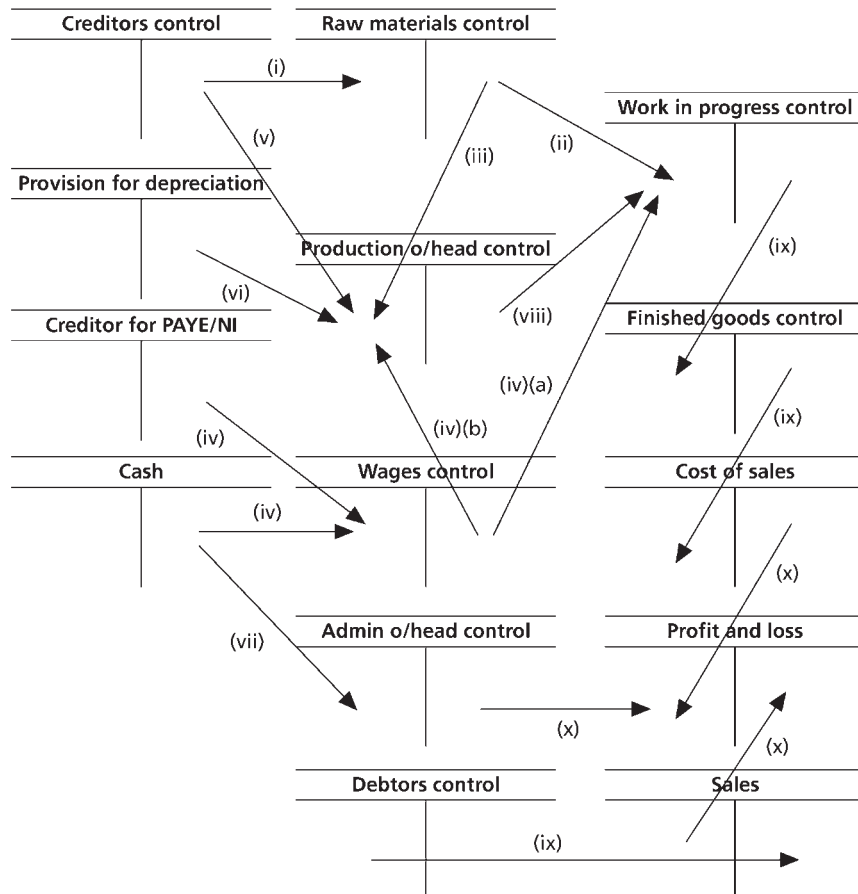 Creditors control
Raw materials control
(i)
Work in progress control
(v)
(iii)
(ii)
Provision for depreciation
Production o/head control
(ix)
(vi)
(viii)
Creditor for PAYE/NI
Finished goods control
(iv)(a)
(iv)
(iv)(b)
(ix)
Cash
Wages control
Cost of sales
(iv)
(x)
(vii)
Admin o/head control
Profit and loss
(x)
(x)
Debtors control
Sales
(ix)